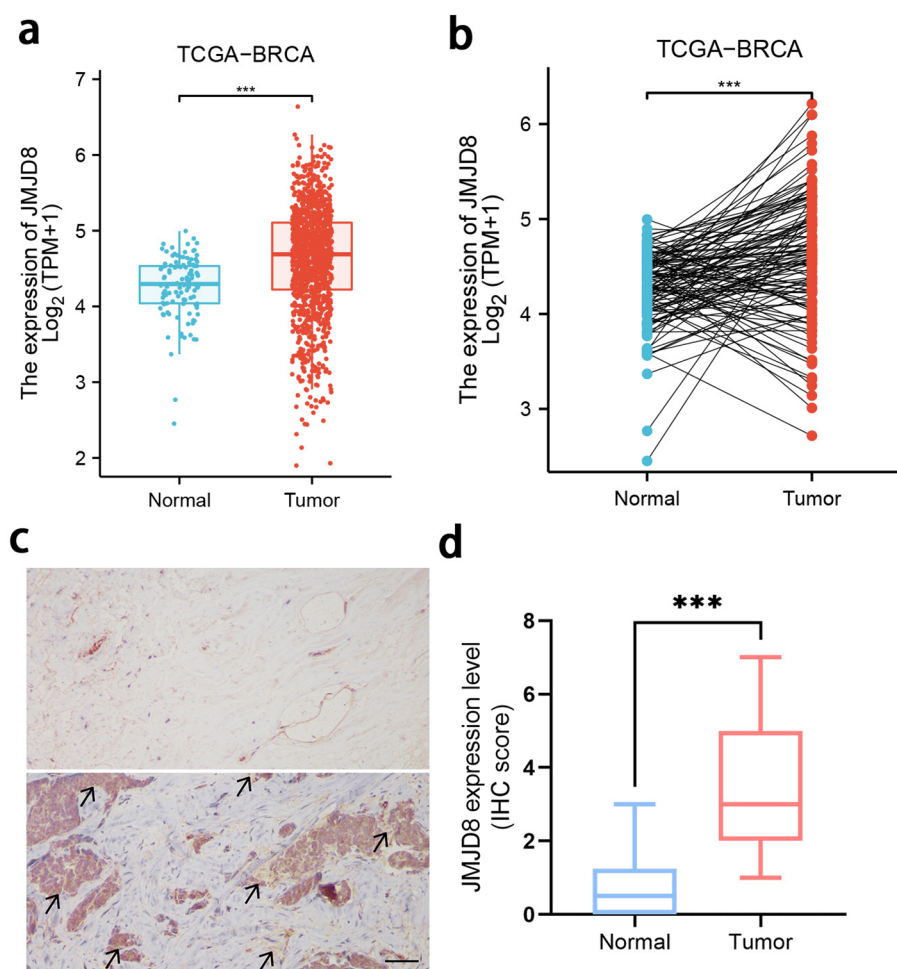 a
TCGA−BRCA
***
The expression of JMJD8
Log₂ (TPM+1)
7
6
5
4
3
2
Normal
Tumor
b
TCGA−BRCA
***
The expression of JMJD8
Log₂ (TPM+1)
6
5
4
3
Normal
Tumor
c
d
***
JMJD8 expression level
(IHC score)
8
6
4
2
0
Normal
Tumor